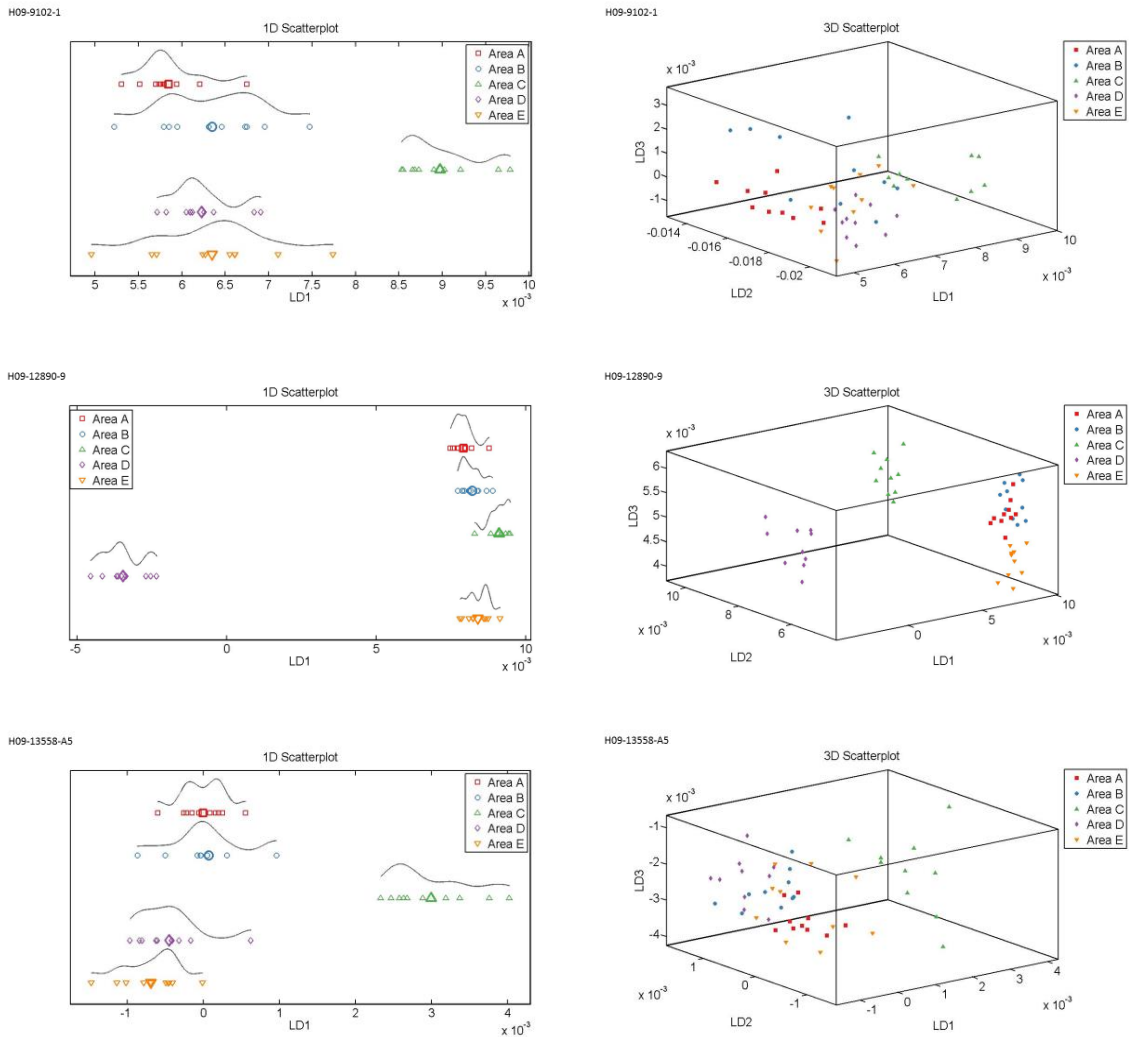 H09-9102-1
1D Scatterplot
Area A
Area B
Area C
Area D
Area E
5 5.5 6 6.5 7 7.5 8 8.5 9 9.5 10
LD1
x 10⁻³
H09-9102-1
3D Scatterplot
x 10⁻³
Area A
Area B
Area C
Area D
Area E
3
2
1
0
-1
LD3
-0.014
-0.016
-0.018
-0.02
LD2
5 6 7 8 9 10
x 10⁻³
LD1
H09-12890-9
1D Scatterplot
Area A
Area B
Area C
Area D
Area E
-5 0 5 10
LD1
x 10⁻³
H09-12890-9
3D Scatterplot
x 10⁻³
Area A
Area B
Area C
Area D
Area E
6
5.5
5
4.5
4
LD3
10
8
6
x 10⁻³
LD2
0 5 10
x 10⁻³
LD1
H09-13558-A5
1D Scatterplot
Area A
Area B
Area C
Area D
Area E
-1 0 1 2 3 4
LD1
x 10⁻³
H09-13558-A5
3D Scatterplot
x 10⁻³
Area A
Area B
Area C
Area D
Area E
-1
-2
-3
-4
LD3
1
0
-1
x 10⁻³
LD2
-1 0 1 2 3 4
x 10⁻³
LD1